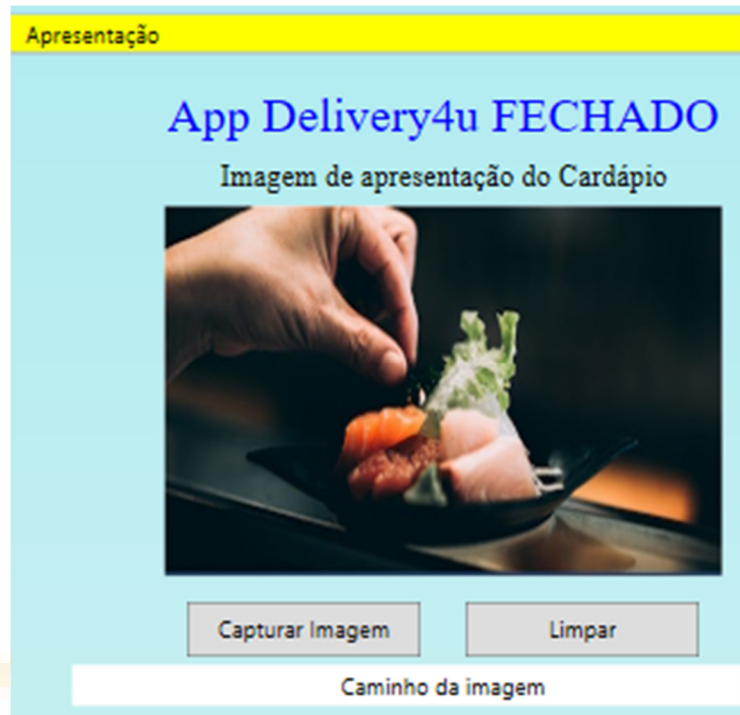 Apresentação
App Delivery4u FECHADO
Imagem de apresentação do Cardápio
Capturar Imagem Limpar
Caminho da imagem